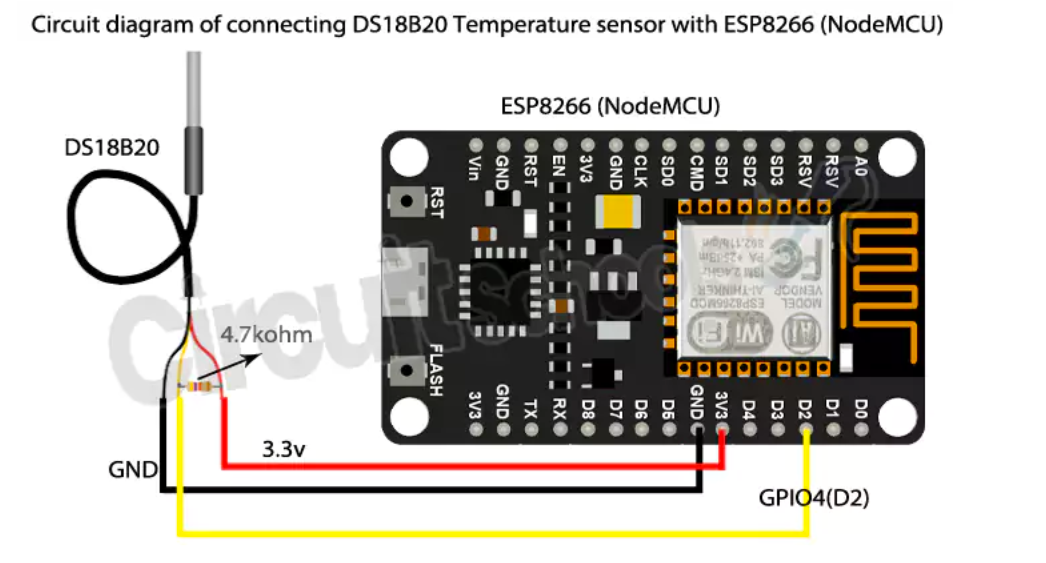 Circuit diagram of connecting DS18B20 Temperature sensor with ESP8266 (NodeMCU)
ESP8266 (NodeMCU)
DS18B20
Vin
GND
RST
EN
3V3
GND
CLK
SD0
CMD
SD1
SD2
SD3
RSV
RSV
A0
RST
802.11b/g/n
PA +25dBm
ISM 2.4GHz
AI-THINKER
ESP8266MOD
VENDOR
MODEL
Wi Fi
Ai
FC
CircuitSchool
4.7kohm
FLASH
3V3
GND
TX
RX
D8
D7
D6
D5
GND
3V3
D4
D3
D2
D1
D0
3.3v
GND
GPIO4(D2)